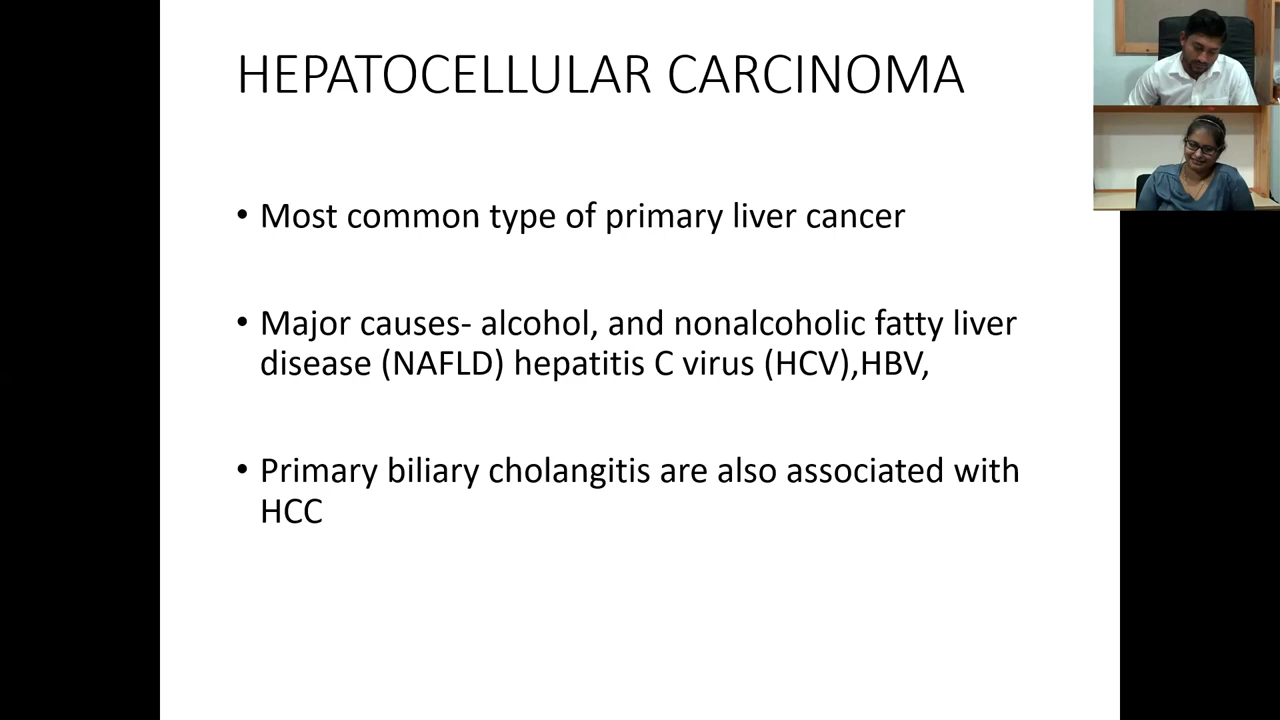 HEPATOCELLULAR CARCINOMA
• Most common type of primary liver cancer
• Major causes- alcohol, and nonalcoholic fatty liver
disease (NAFLD) hepatitis C virus (HCV),HBV,
• Primary biliary cholangitis are also associated with
HCC